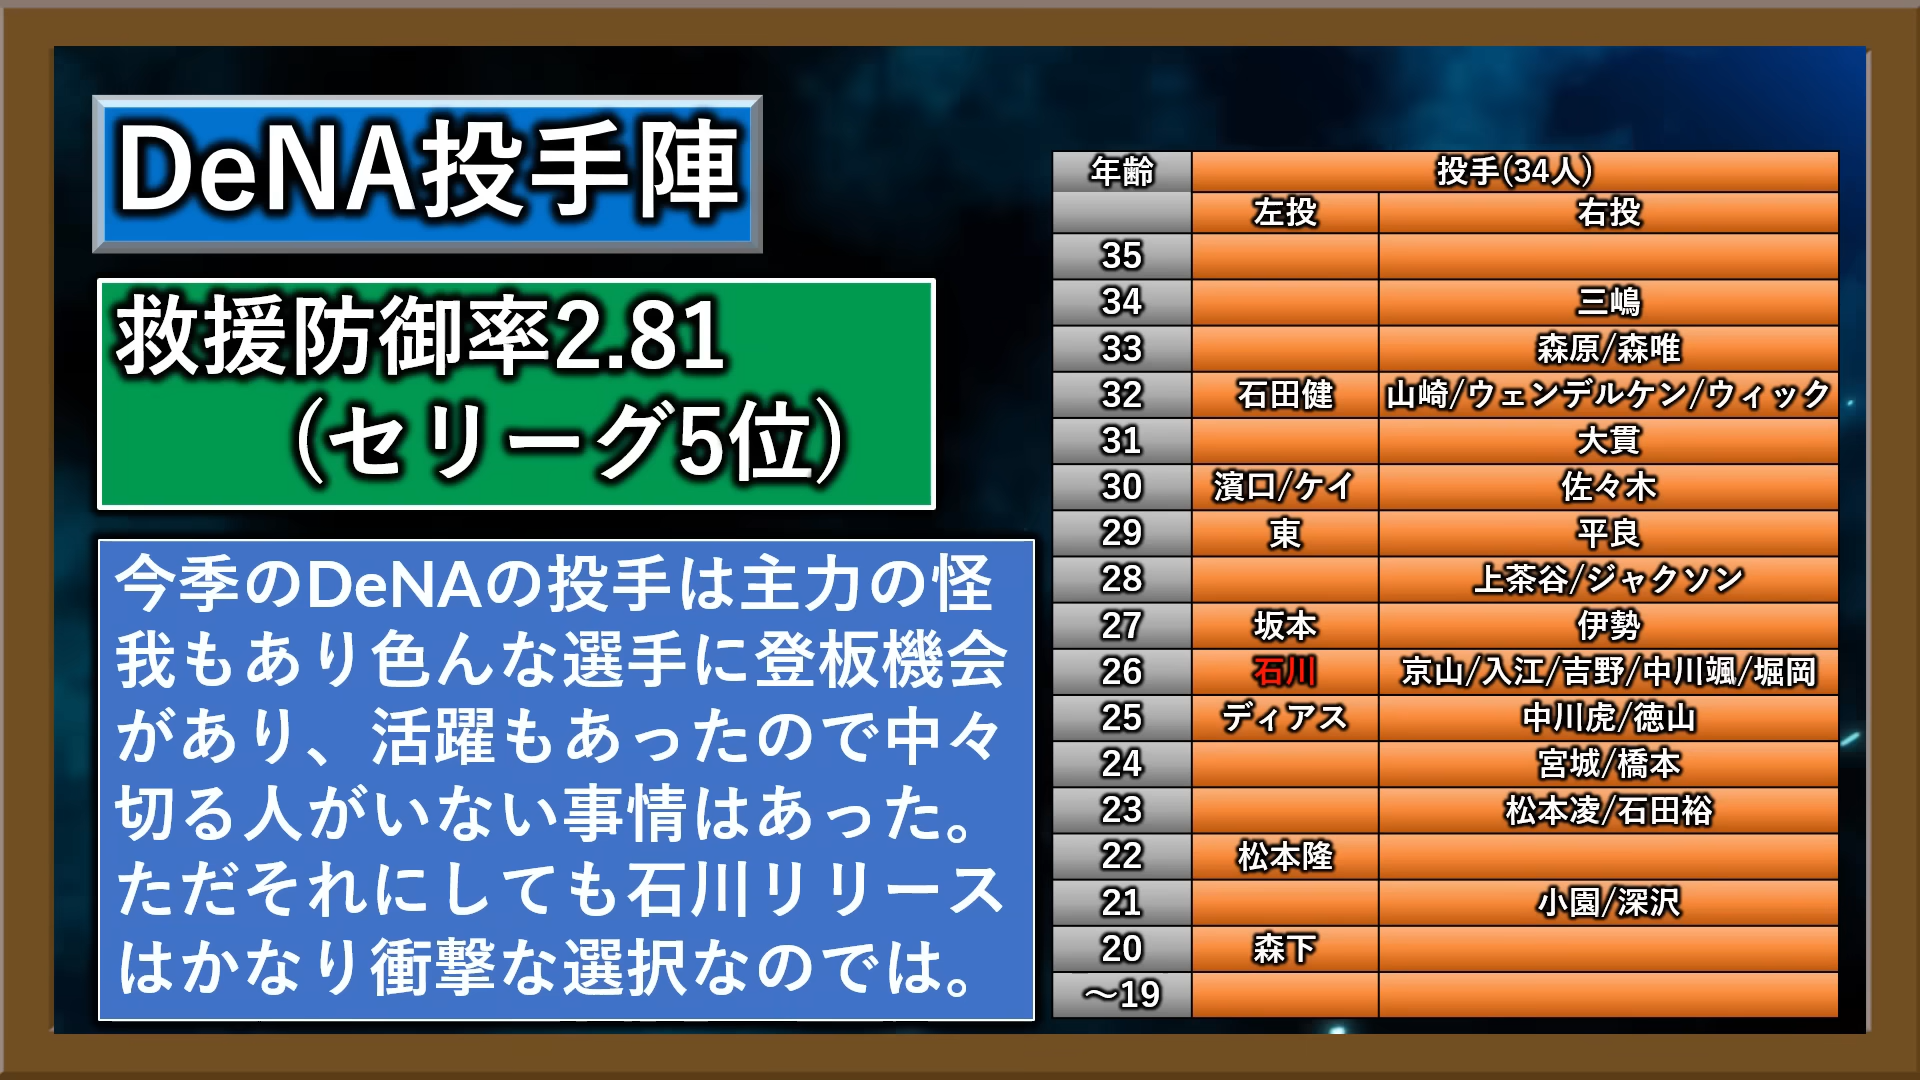 DeNA投手陣
救援防御率2.81
(セリーグ5位)
今季のDeNAの投手は主力の怪
我もあり色んな選手に登板機会
があり、活躍もあったので中々
切る人がいない事情はあった。
ただそれにしても石川リリース
はかなり衝撃な選択なのでは。
年齢 投手(34人)
左投 右投
35
34 三嶋
33 森原/森唯
32 石田健 山崎/ウェンデルケン/ウィック
31 大貫
30 濱口/ケイ 佐々木
29 東 平良
28 上茶谷/ジャクソン
27 坂本 伊勢
26 石川 京山/入江/吉野/中川颯/堀岡
25 ディアス 中川虎/徳山
24 宮城/橋本
23 松本凌/石田裕
22 松本隆
21 小園/深沢
20 森下
～19